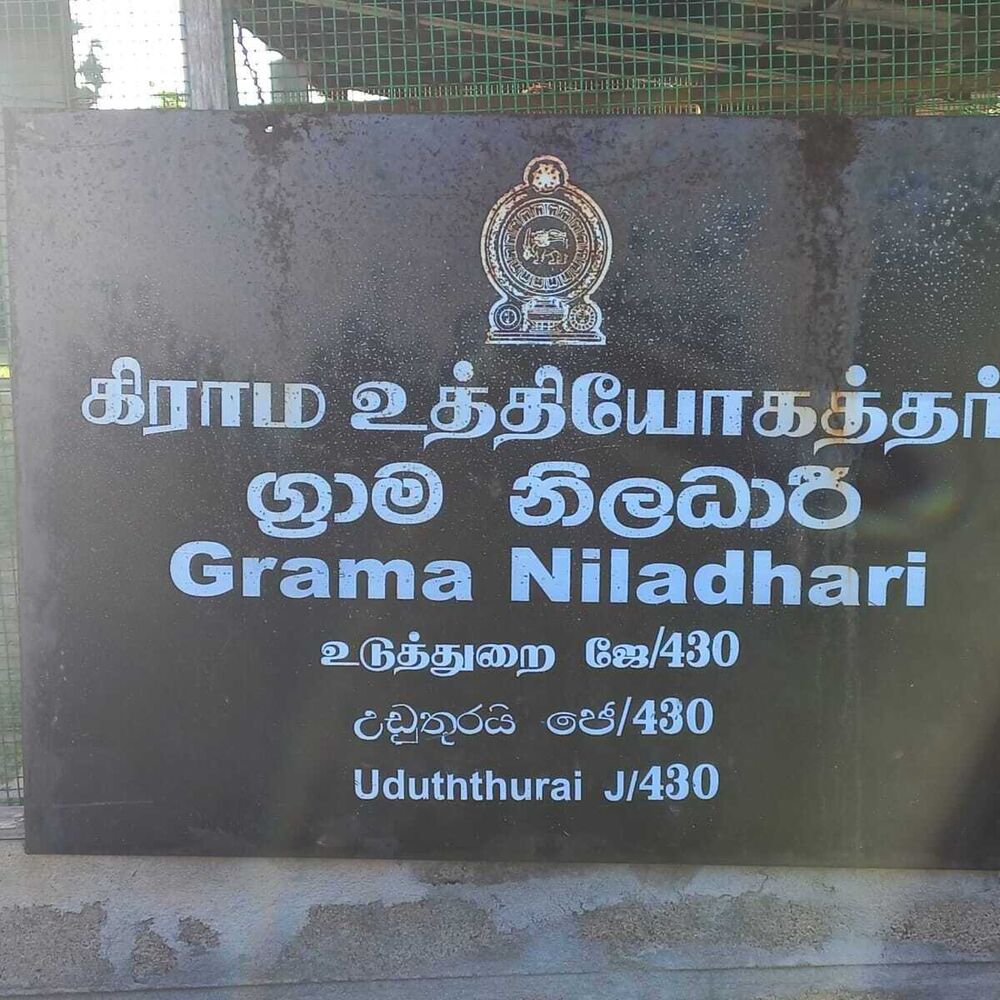 கிராம உத்தியோகத்தர்
ග්‍රාම නිලධාරී
Grama Niladhari
உடுத்துறை ஜே/430
උඩුතුරයි ජේ/430
Uduththurai J/430